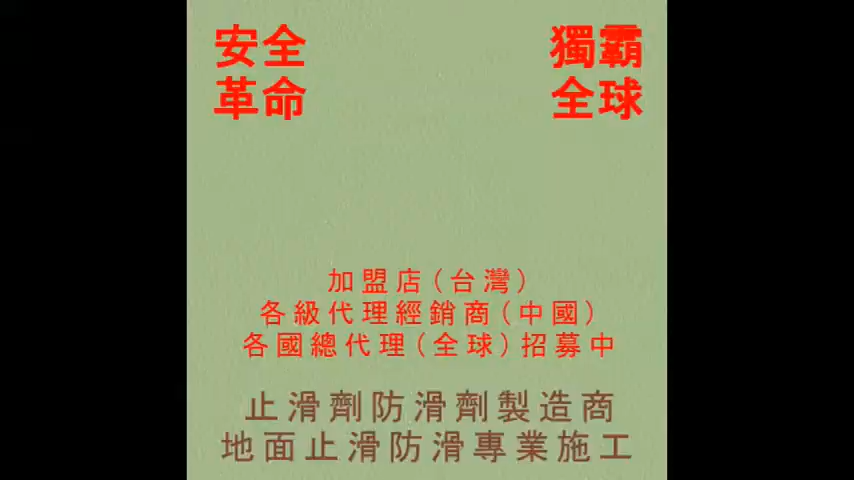 安全 獨霸
革命 全球
加盟店(台灣)
各級代理經銷商(中國)
各國總代理(全球)招募中
止滑劑防滑劑製造商
地面止滑防滑專業施工